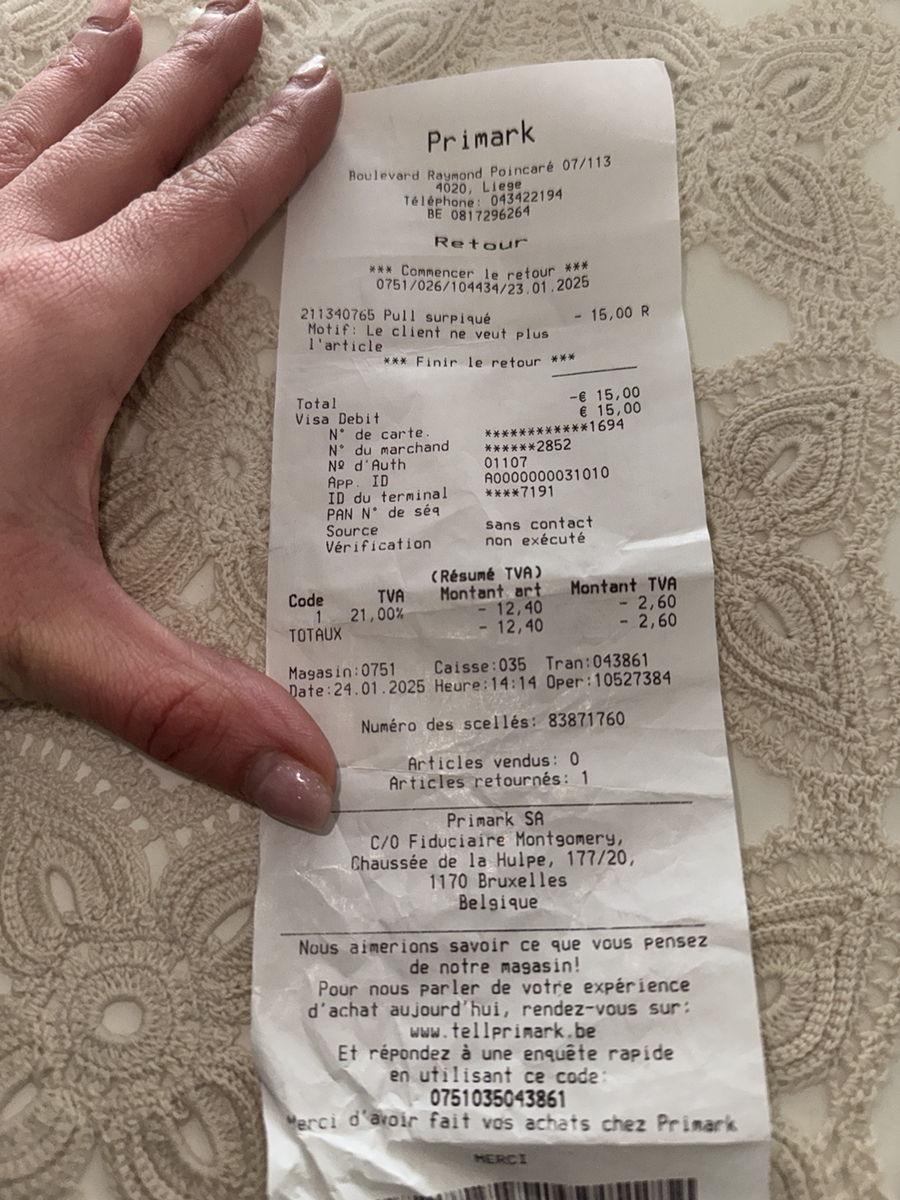 Primark
Boulevard Raymond Poincaré 07/113
4020, Liege
Téléphone: 043422194
BE 0817296264
Retour
*** Commencer le retour ***
0751/026/104434/23.01.2025
211340765 Pull surpiqué - 15,00 R
Motif: Le client ne veut plus
l'article
*** Finir le retour ***
Total -€ 15,00
Visa Debit € 15,00
N° de carte. ************1694
N° du marchand ******2852
Nº d'Auth 01107
App. ID A0000000031010
ID du terminal ****7191
PAN N° de séq
Source sans contact
Vérification non exécuté
(Résumé TVA)
Code TVA Montant art Montant TVA
1 21,00% - 12,40 - 2,60
TOTAUX - 12,40 - 2,60
Magasin:0751 Caisse:035 Tran:043861
Date:24.01.2025 Heure:14:14 Oper:10527384
Numéro des scellés: 83871760
Articles vendus: 0
Articles retournés: 1
Primark SA
C/O Fiduciaire Montgomery,
Chaussée de la Hulpe, 177/20,
1170 Bruxelles
Belgique
Nous aimerions savoir ce que vous pensez
de notre magasin!
Pour nous parler de votre expérience
d'achat aujourd'hui, rendez-vous sur:
www.tellprimark.be
Et répondez à une enquête rapide
en utilisant ce code:
0751035043861
Merci d'avoir fait vos achats chez Primark
MERCI